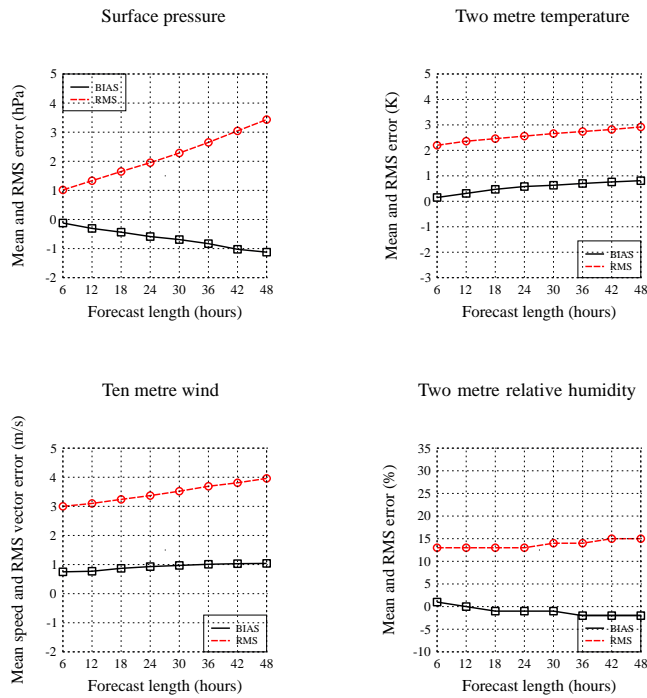 Surface pressure
Mean and RMS error (hPa)
5
4
3
2
1
0
-1
-2
BIAS
RMS
6 12 18 24 30 36 42 48
Forecast length (hours)
Two metre temperature
Mean and RMS error (K)
5
4
3
2
1
0
-1
-2
-3
BIAS
RMS
6 12 18 24 30 36 42 48
Forecast length (hours)
Ten metre wind
Mean speed and RMS vector error (m/s)
5
4
3
2
1
0
-1
-2
BIAS
RMS
6 12 18 24 30 36 42 48
Forecast length (hours)
Two metre relative humidity
Mean and RMS error (%)
35
30
25
20
15
10
5
0
-5
-10
BIAS
RMS
6 12 18 24 30 36 42 48
Forecast length (hours)